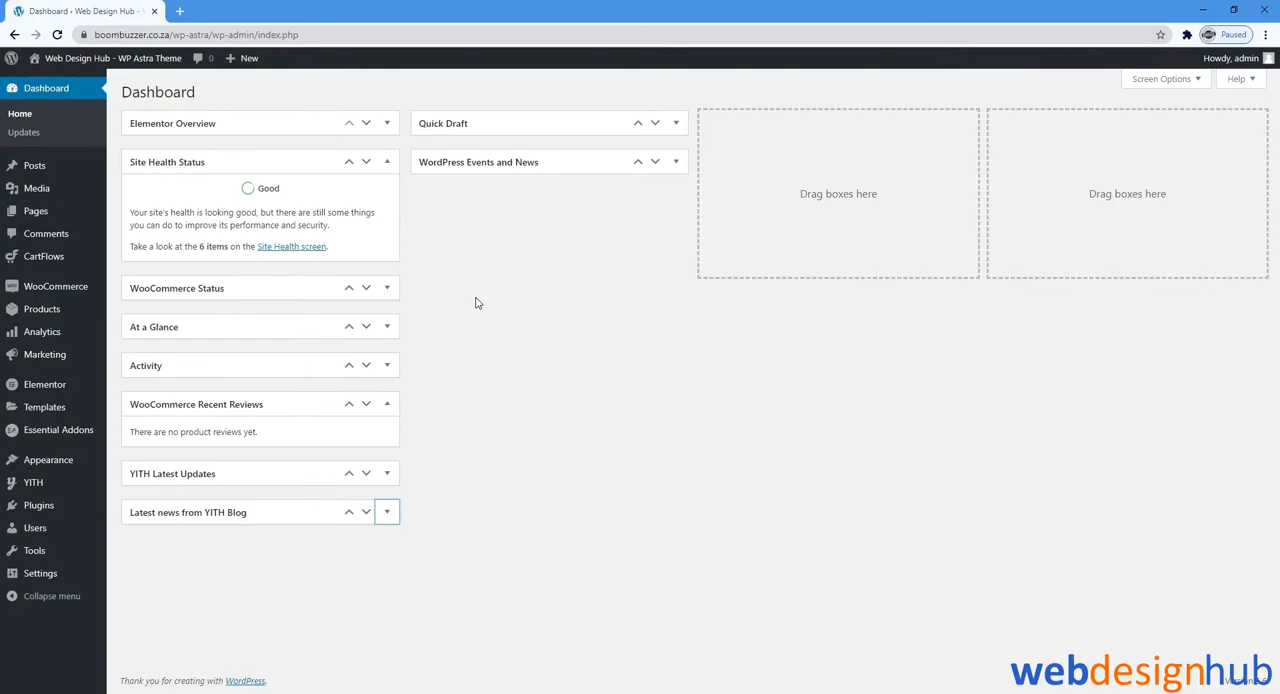 Dashboard ‹ Web Design Hub -
boombuzzer.co.za/wp-astra/wp-admin/index.php
Paused
Web Design Hub - WP Astra Theme
0
New
Howdy, admin
Dashboard
Home
Updates
Posts
Media
Pages
Comments
CartFlows
WooCommerce
Products
Analytics
Marketing
Elementor
Templates
Essential Addons
Appearance
YITH
Plugins
Users
Tools
Settings
Collapse menu
Screen Options
Help
Dashboard
Elementor Overview
Site Health Status
Good
Your site's health is looking good, but there are still some things
you can do to improve its performance and security.
Take a look at the 6 items on the Site Health screen.
WooCommerce Status
At a Glance
Activity
WooCommerce Recent Reviews
There are no product reviews yet.
YITH Latest Updates
Latest news from YITH Blog
Quick Draft
WordPress Events and News
Drag boxes here
Drag boxes here
Thank you for creating with WordPress.
webdesignhub